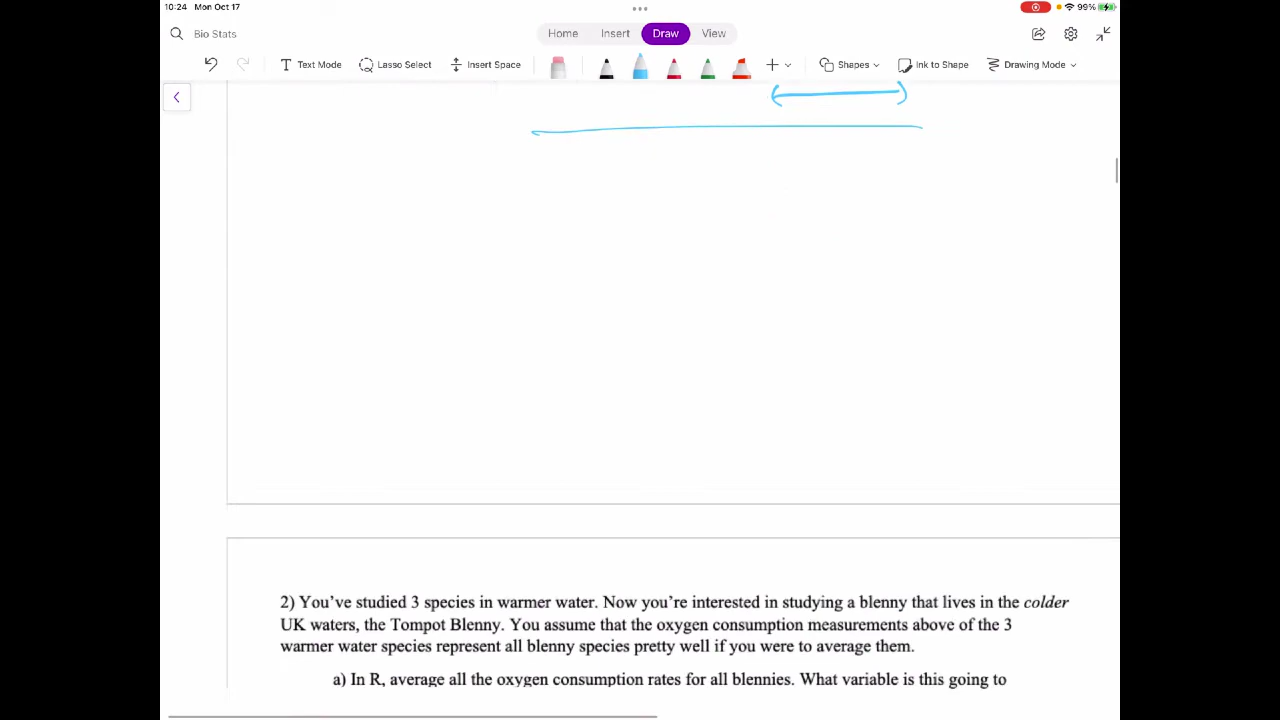 10:24 Mon Oct 17
99%
Bio Stats
Home Insert Draw View
Text Mode Lasso Select Insert Space Shapes Ink to Shape Drawing Mode
2) You've studied 3 species in warmer water. Now you're interested in studying a blenny that lives in the colder
UK waters, the Tompot Blenny. You assume that the oxygen consumption measurements above of the 3
warmer water species represent all blenny species pretty well if you were to average them.
a) In R, average all the oxygen consumption rates for all blennies. What variable is this going to